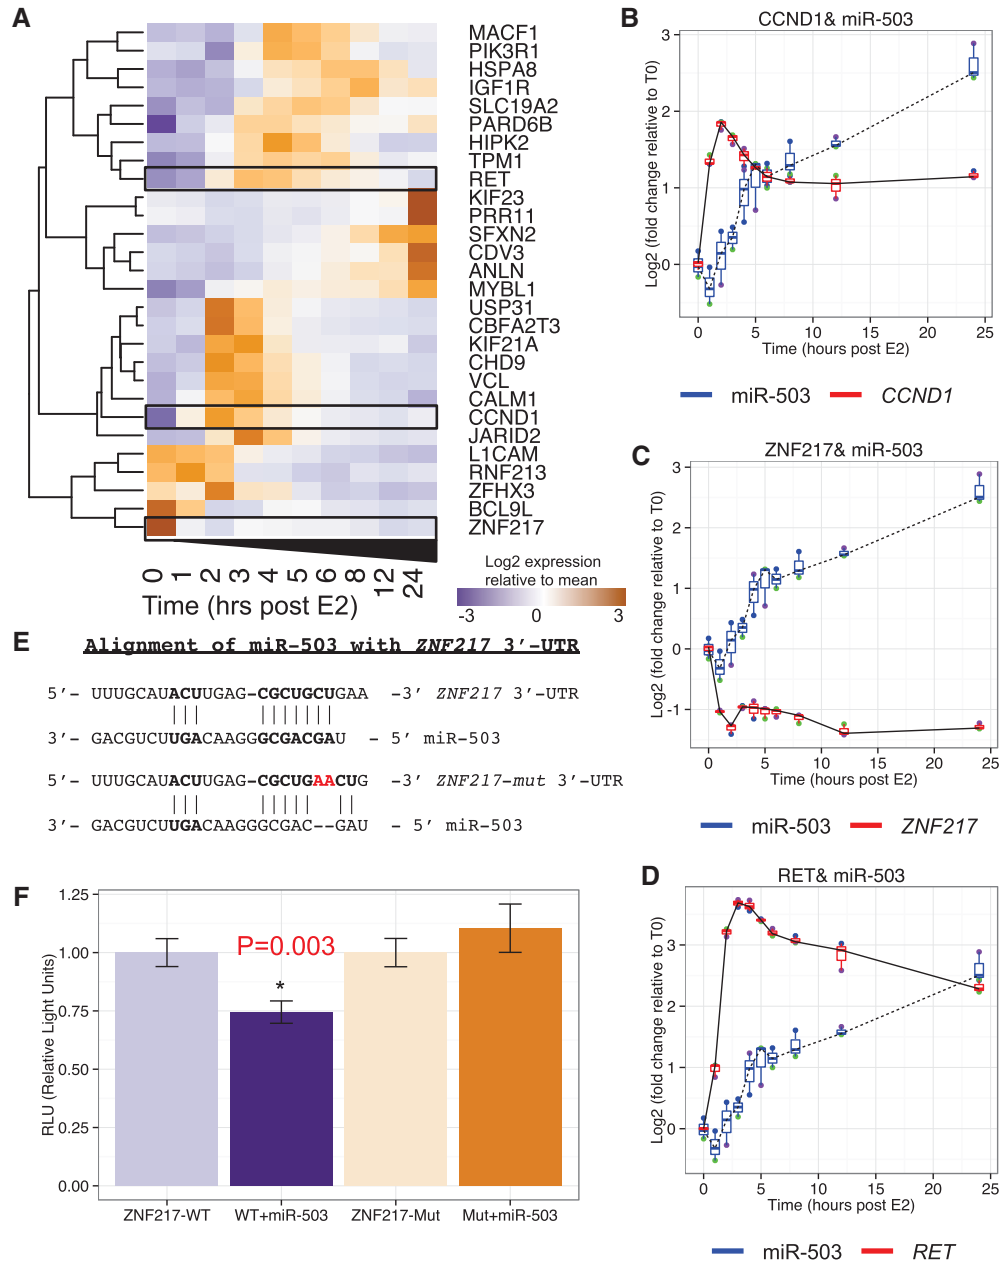 A
MACF1
PIK3R1
HSPA8
IGF1R
SLC19A2
PARD6B
HIPK2
TPM1
RET
KIF23
PRR11
SFXN2
CDV3
ANLN
MYBL1
USP31
CBFA2T3
KIF21A
CHD9
VCL
CALM1
CCND1
JARID2
L1CAM
RNF213
ZFHX3
BCL9L
ZNF217
0 1 2 3 4 5 6 8 12 24
Time (hrs post E2)
Log2 expression
relative to mean
-3 0 3
B
CCND1& miR-503
Log2 (fold change relative to T0)
3
2
1
0
0 5 10 15 20 25
Time (hours post E2)
miR-503 CCND1
C
ZNF217& miR-503
Log2 (fold change relative to T0)
3
2
1
0
-1
0 5 10 15 20 25
Time (hours post E2)
miR-503 ZNF217
D
RET& miR-503
Log2 (fold change relative to T0)
3
2
1
0
0 5 10 15 20 25
Time (hours post E2)
miR-503 RET
E
Alignment of miR-503 with ZNF217 3’-UTR
5’- UUUGCAUACUUGAG-CGCUGCUGAA -3’ ZNF217 3’-UTR
||| |||||||
3’- GACGUCUUGACAAGGGCGACGAU - 5’ miR-503
5’- UUUGCAUACUUGAG-CGCUGAACUG -3’ ZNF217-mut 3’-UTR
||| ||||| ||
3’- GACGUCUUGACAAGGGCGAC--GAU - 5’ miR-503
F
RLU (Relative Light Units)
1.25
1.00
0.75
0.50
0.25
0.00
P=0.003
*
ZNF217-WT WT+miR-503 ZNF217-Mut Mut+miR-503